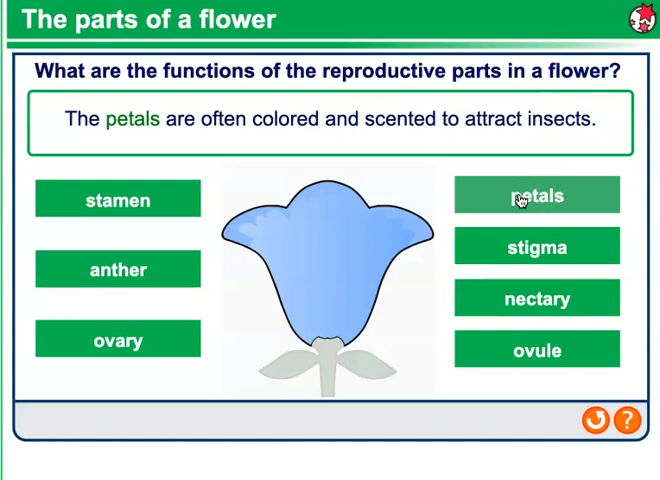 The parts of a flower
What are the functions of the reproductive parts in a flower?
The petals are often colored and scented to attract insects.
stamen
anther
ovary
petals
stigma
nectary
ovule
?